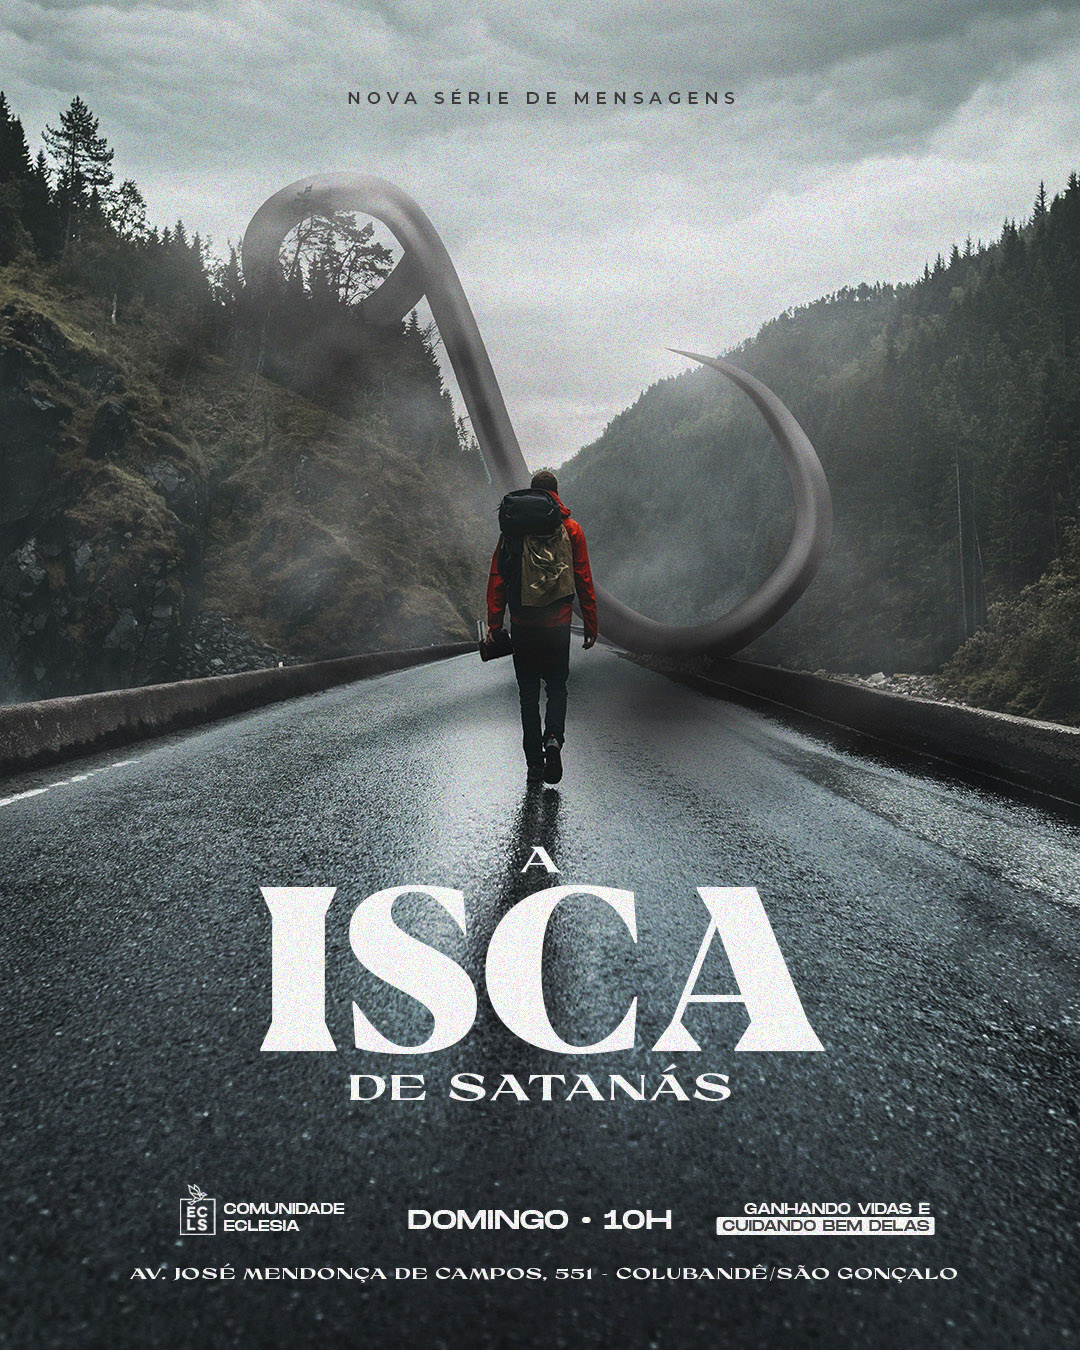 NOVA SÉRIE DE MENSAGENS
A
ISCA
DE SATANÁS
EC
LS
COMUNIDADE
ECLESIA
DOMINGO • 10H
GANHANDO VIDAS E
CUIDANDO BEM DELAS
AV. JOSÉ MENDONÇA DE CAMPOS, 551 - COLUBANDÊ/SÃO GONÇALO